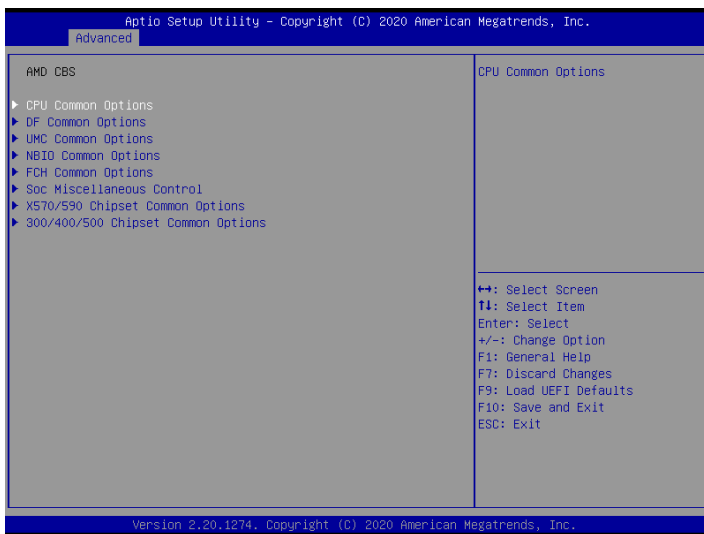 Aptio Setup Utility – Copyright (C) 2020 American Megatrends, Inc.
Advanced
AMD CBS
CPU Common Options
DF Common Options
UMC Common Options
NBIO Common Options
FCH Common Options
Soc Miscellaneous Control
X570/590 Chipset Common Options
300/400/500 Chipset Common Options
CPU Common Options
↔: Select Screen
↑↓: Select Item
Enter: Select
+/-: Change Option
F1: General Help
F7: Discard Changes
F9: Load UEFI Defaults
F10: Save and Exit
ESC: Exit
Version 2.20.1274. Copyright (C) 2020 American Megatrends, Inc.